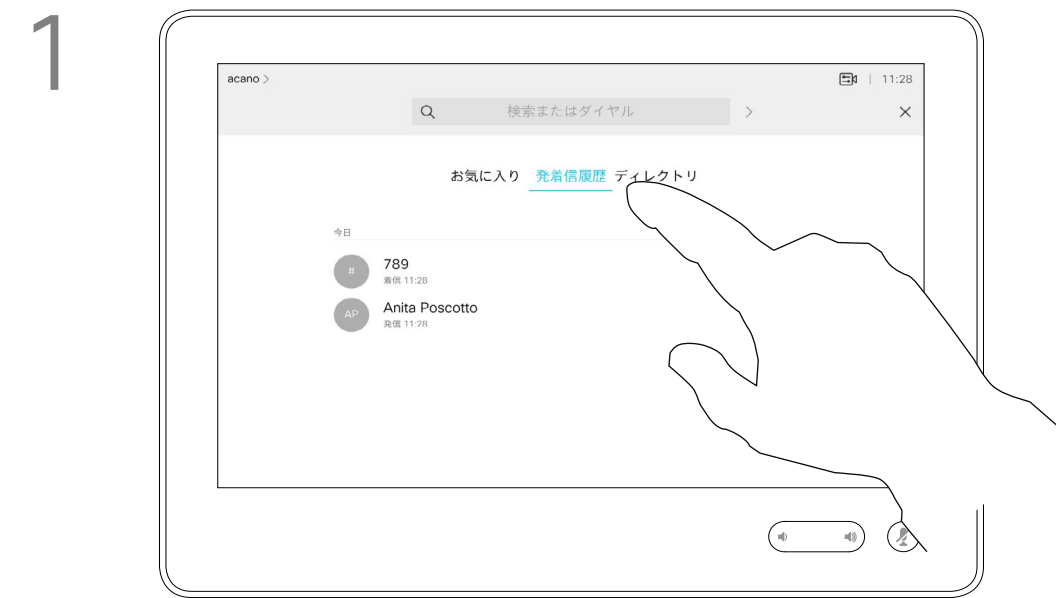 1
acano >
11:28
検索またはダイヤル
お気に入り 発着信履歴 ディレクトリ
今日
#
789
着信 11:28
AP
Anita Poscotto
発信 11:28